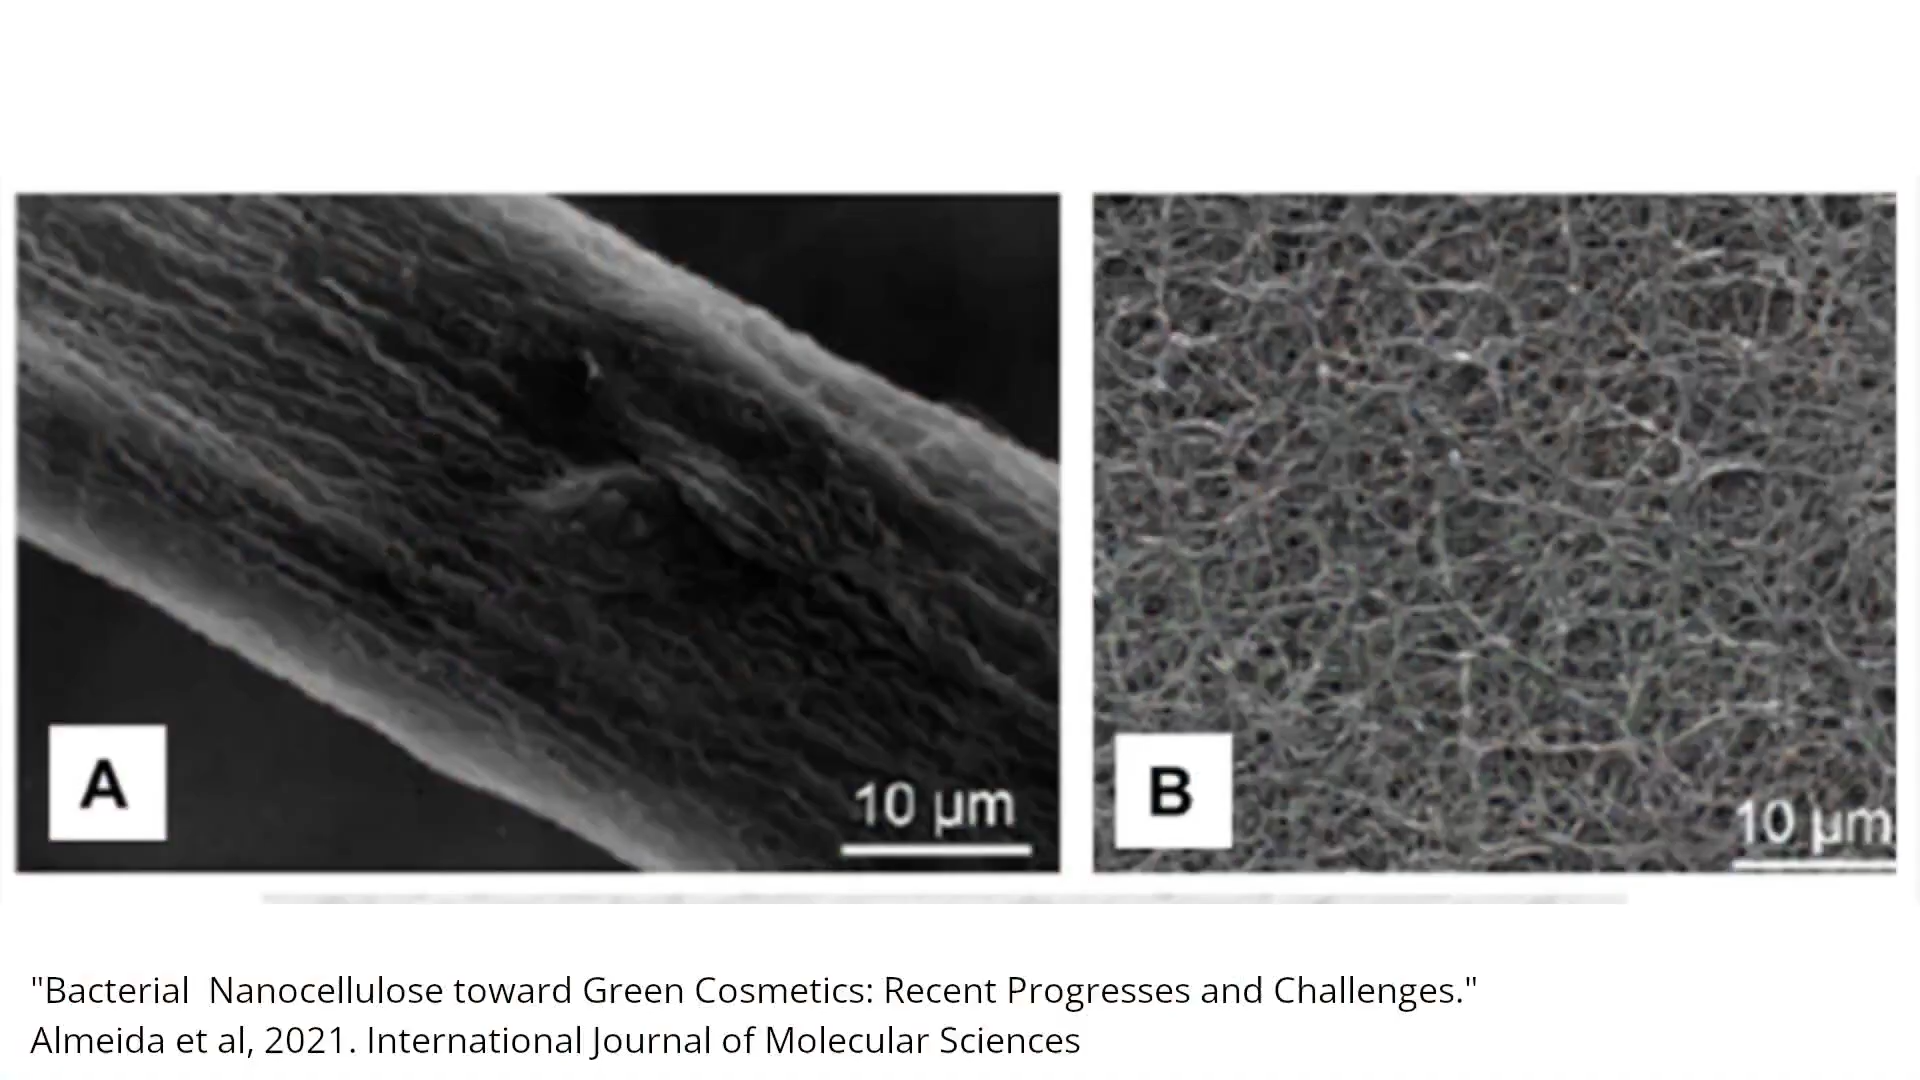 A
10 µm
B
10 µm
"Bacterial  Nanocellulose toward Green Cosmetics: Recent Progresses and Challenges."
Almeida et al, 2021. International Journal of Molecular Sciences